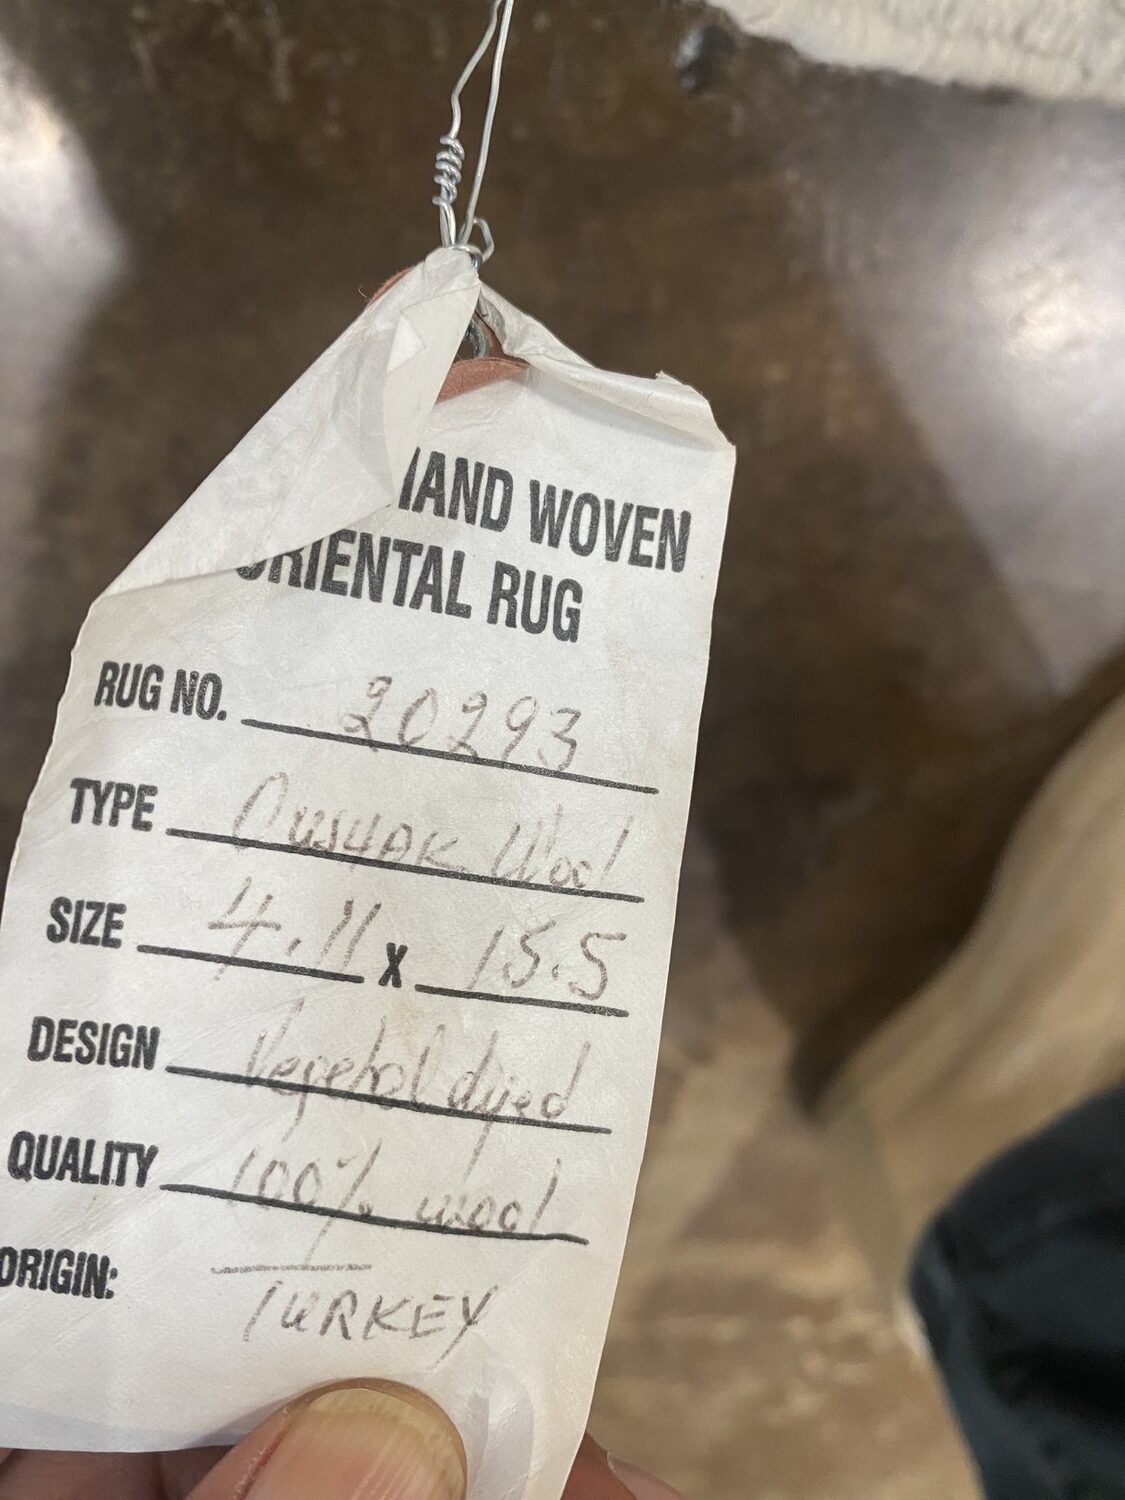 HAND WOVEN
ORIENTAL RUG
RUG NO. 20293
TYPE Oushak Wool
SIZE 4.11 X 15.5
DESIGN Vegetal dyed
QUALITY 100% wool
ORIGIN: TURKEY